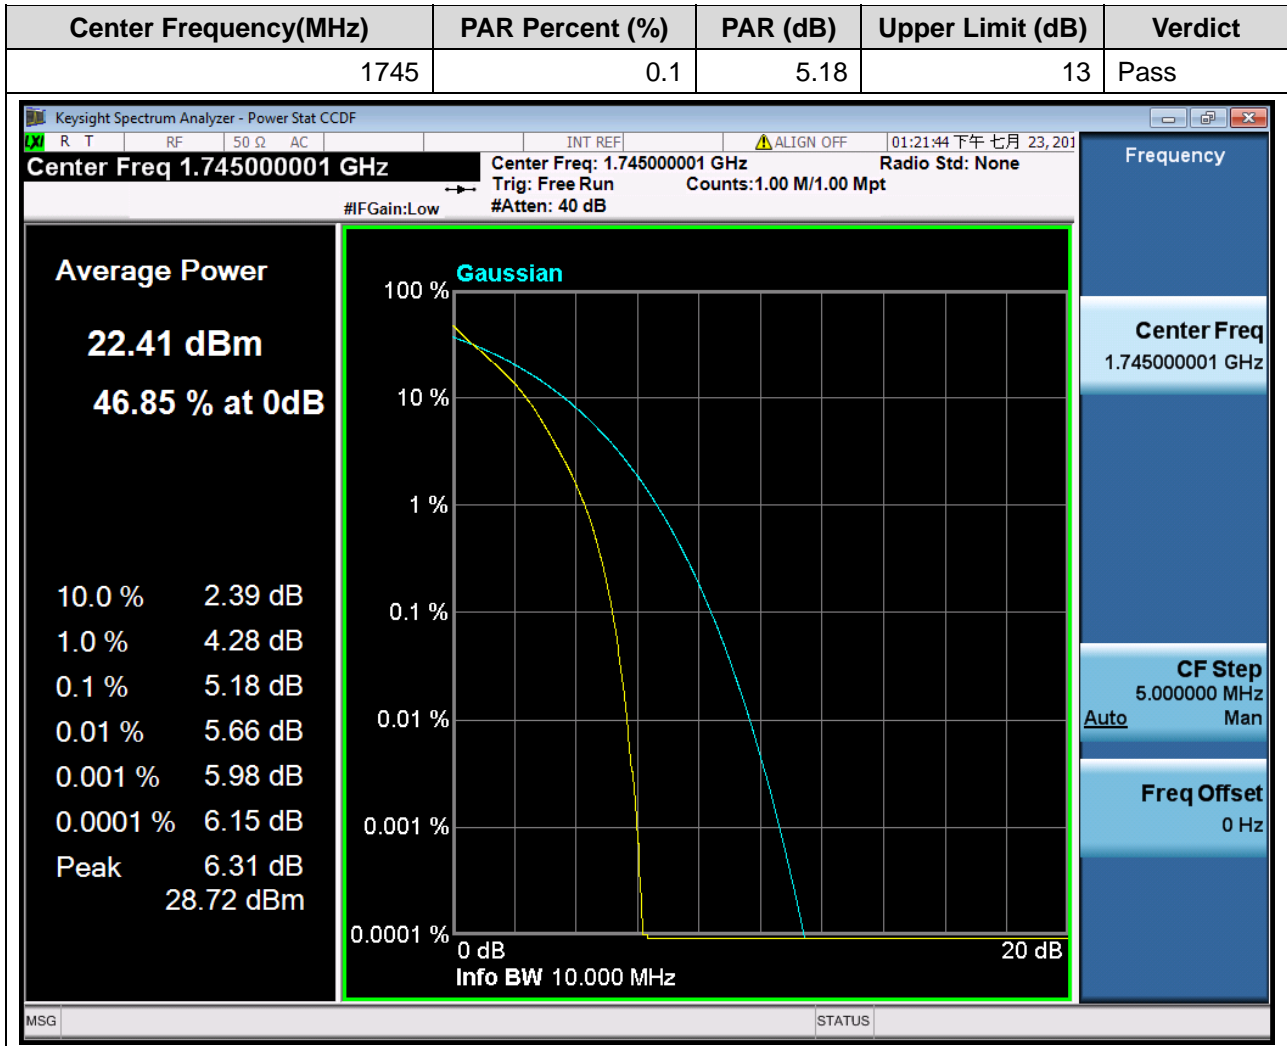 Center Frequency(MHz) PAR Percent (%) PAR (dB) Upper Limit (dB) Verdict
1745 0.1 5.18 13 Pass
Keysight Spectrum Analyzer - Power Stat CCDF
LXI R T RF 50 Ω AC INT REF ALIGN OFF 01:21:44 下午 七月 23, 201
Center Freq 1.745000001 GHz
Center Freq: 1.745000001 GHz Radio Std: None
Trig: Free Run Counts:1.00 M/1.00 Mpt
#IFGain:Low #Atten: 40 dB
Frequency
Average Power
22.41 dBm
46.85 % at 0dB
10.0 % 2.39 dB
1.0 % 4.28 dB
0.1 % 5.18 dB
0.01 % 5.66 dB
0.001 % 5.98 dB
0.0001 % 6.15 dB
Peak 6.31 dB
28.72 dBm
Gaussian
100 %
10 %
1 %
0.1 %
0.01 %
0.001 %
0.0001 %
0 dB 20 dB
Info BW 10.000 MHz
Center Freq
1.745000001 GHz
CF Step
5.000000 MHz
Auto Man
Freq Offset
0 Hz
MSG STATUS